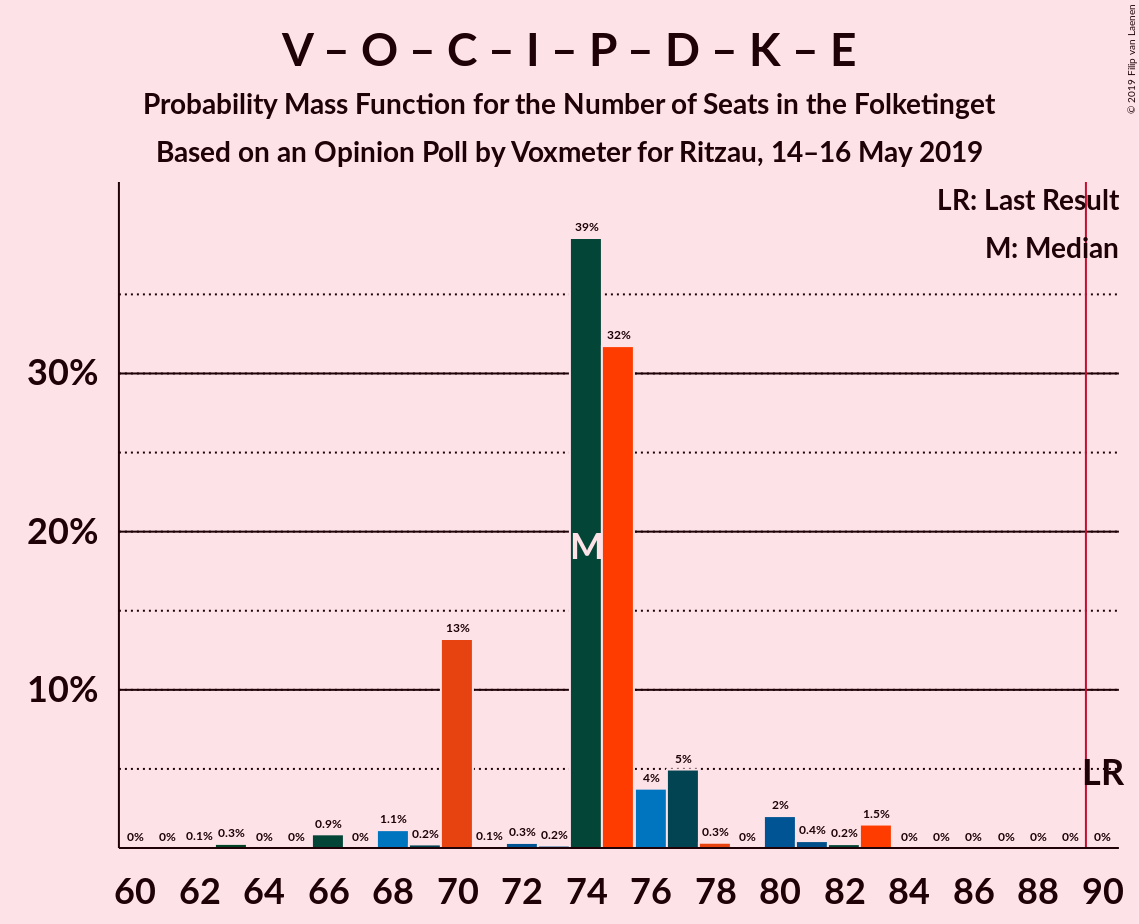 V – O – C – I – P – D – K – E
Probability Mass Function for the Number of Seats in the Folketinget
Based on an Opinion Poll by Voxmeter for Ritzau, 14–16 May 2019
© 2019 Filip van Laenen
LR: Last Result
M: Median
39%
32%
30%
20%
M
13%
10%
5%
4%
LR
0% 0% 0.1% 0.3% 0% 0% 0.9% 0% 1.1% 0.2% 0.1% 0.3% 0.2% 0.3% 0% 2% 0.4% 0.2% 1.5% 0% 0% 0% 0% 0% 0% 0%
60 62 64 66 68 70 72 74 76 78 80 82 84 86 88 90